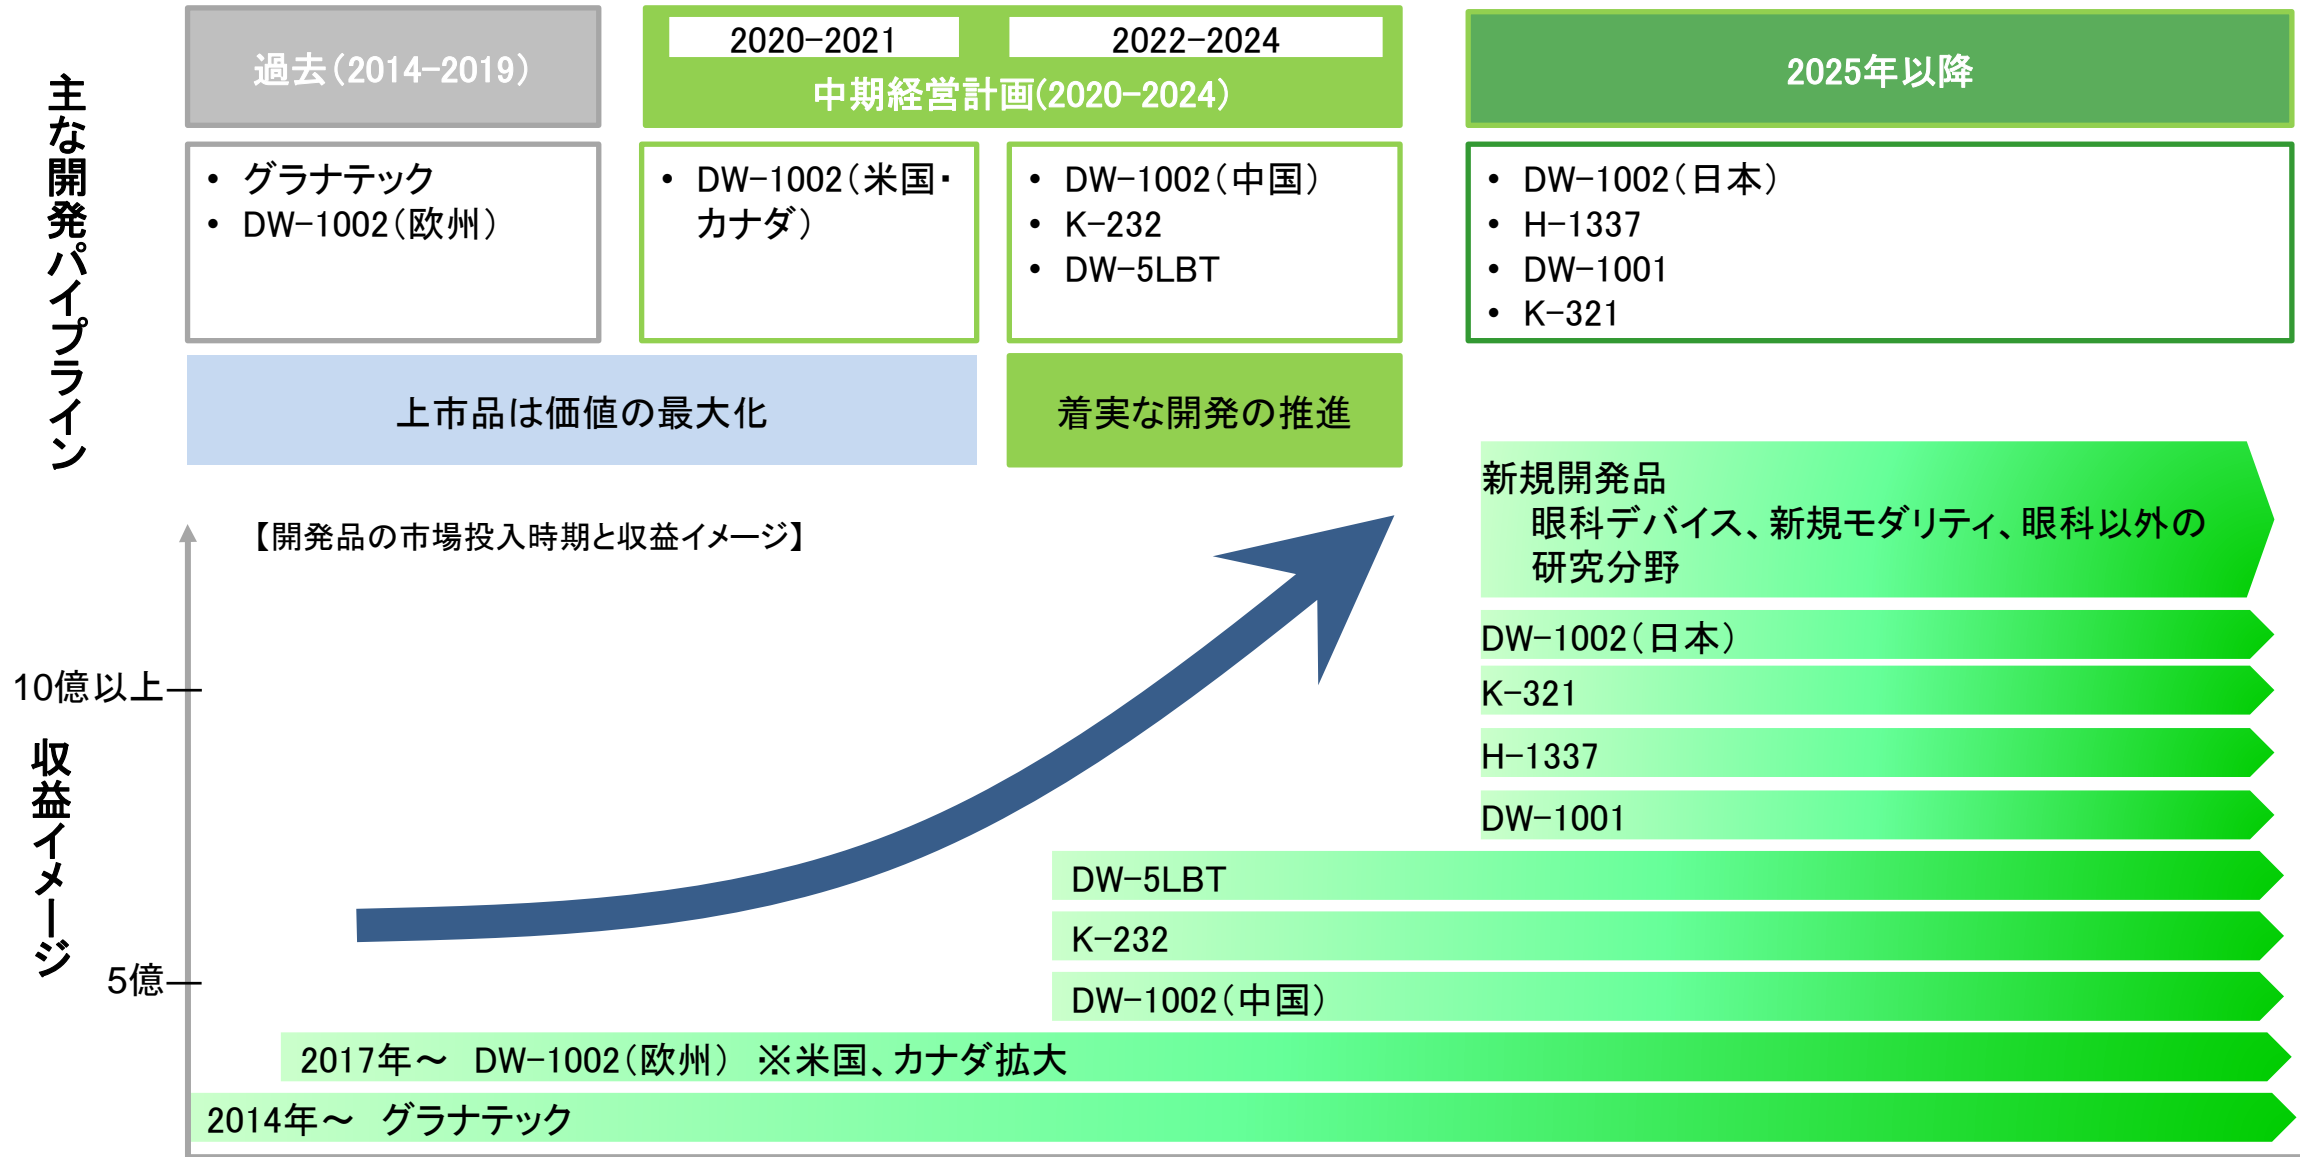 主な開発パイプライン
過去(2014-2019)
2020-2021
2022-2024
中期経営計画(2020-2024)
2025年以降
• グラナテック
• DW-1002(欧州)
• DW-1002(米国・
カナダ)
• DW-1002(中国)
• K-232
• DW-5LBT
• DW-1002(日本)
• H-1337
• DW-1001
• K-321
上市品は価値の最大化
着実な開発の推進
【開発品の市場投入時期と収益イメージ】
収益イメージ
10億以上
5億
新規開発品
眼科デバイス、新規モダリティ、眼科以外の
研究分野
DW-1002(日本)
K-321
H-1337
DW-1001
DW-5LBT
K-232
DW-1002(中国)
2017年～ DW-1002(欧州) ※米国、カナダ拡大
2014年～ グラナテック